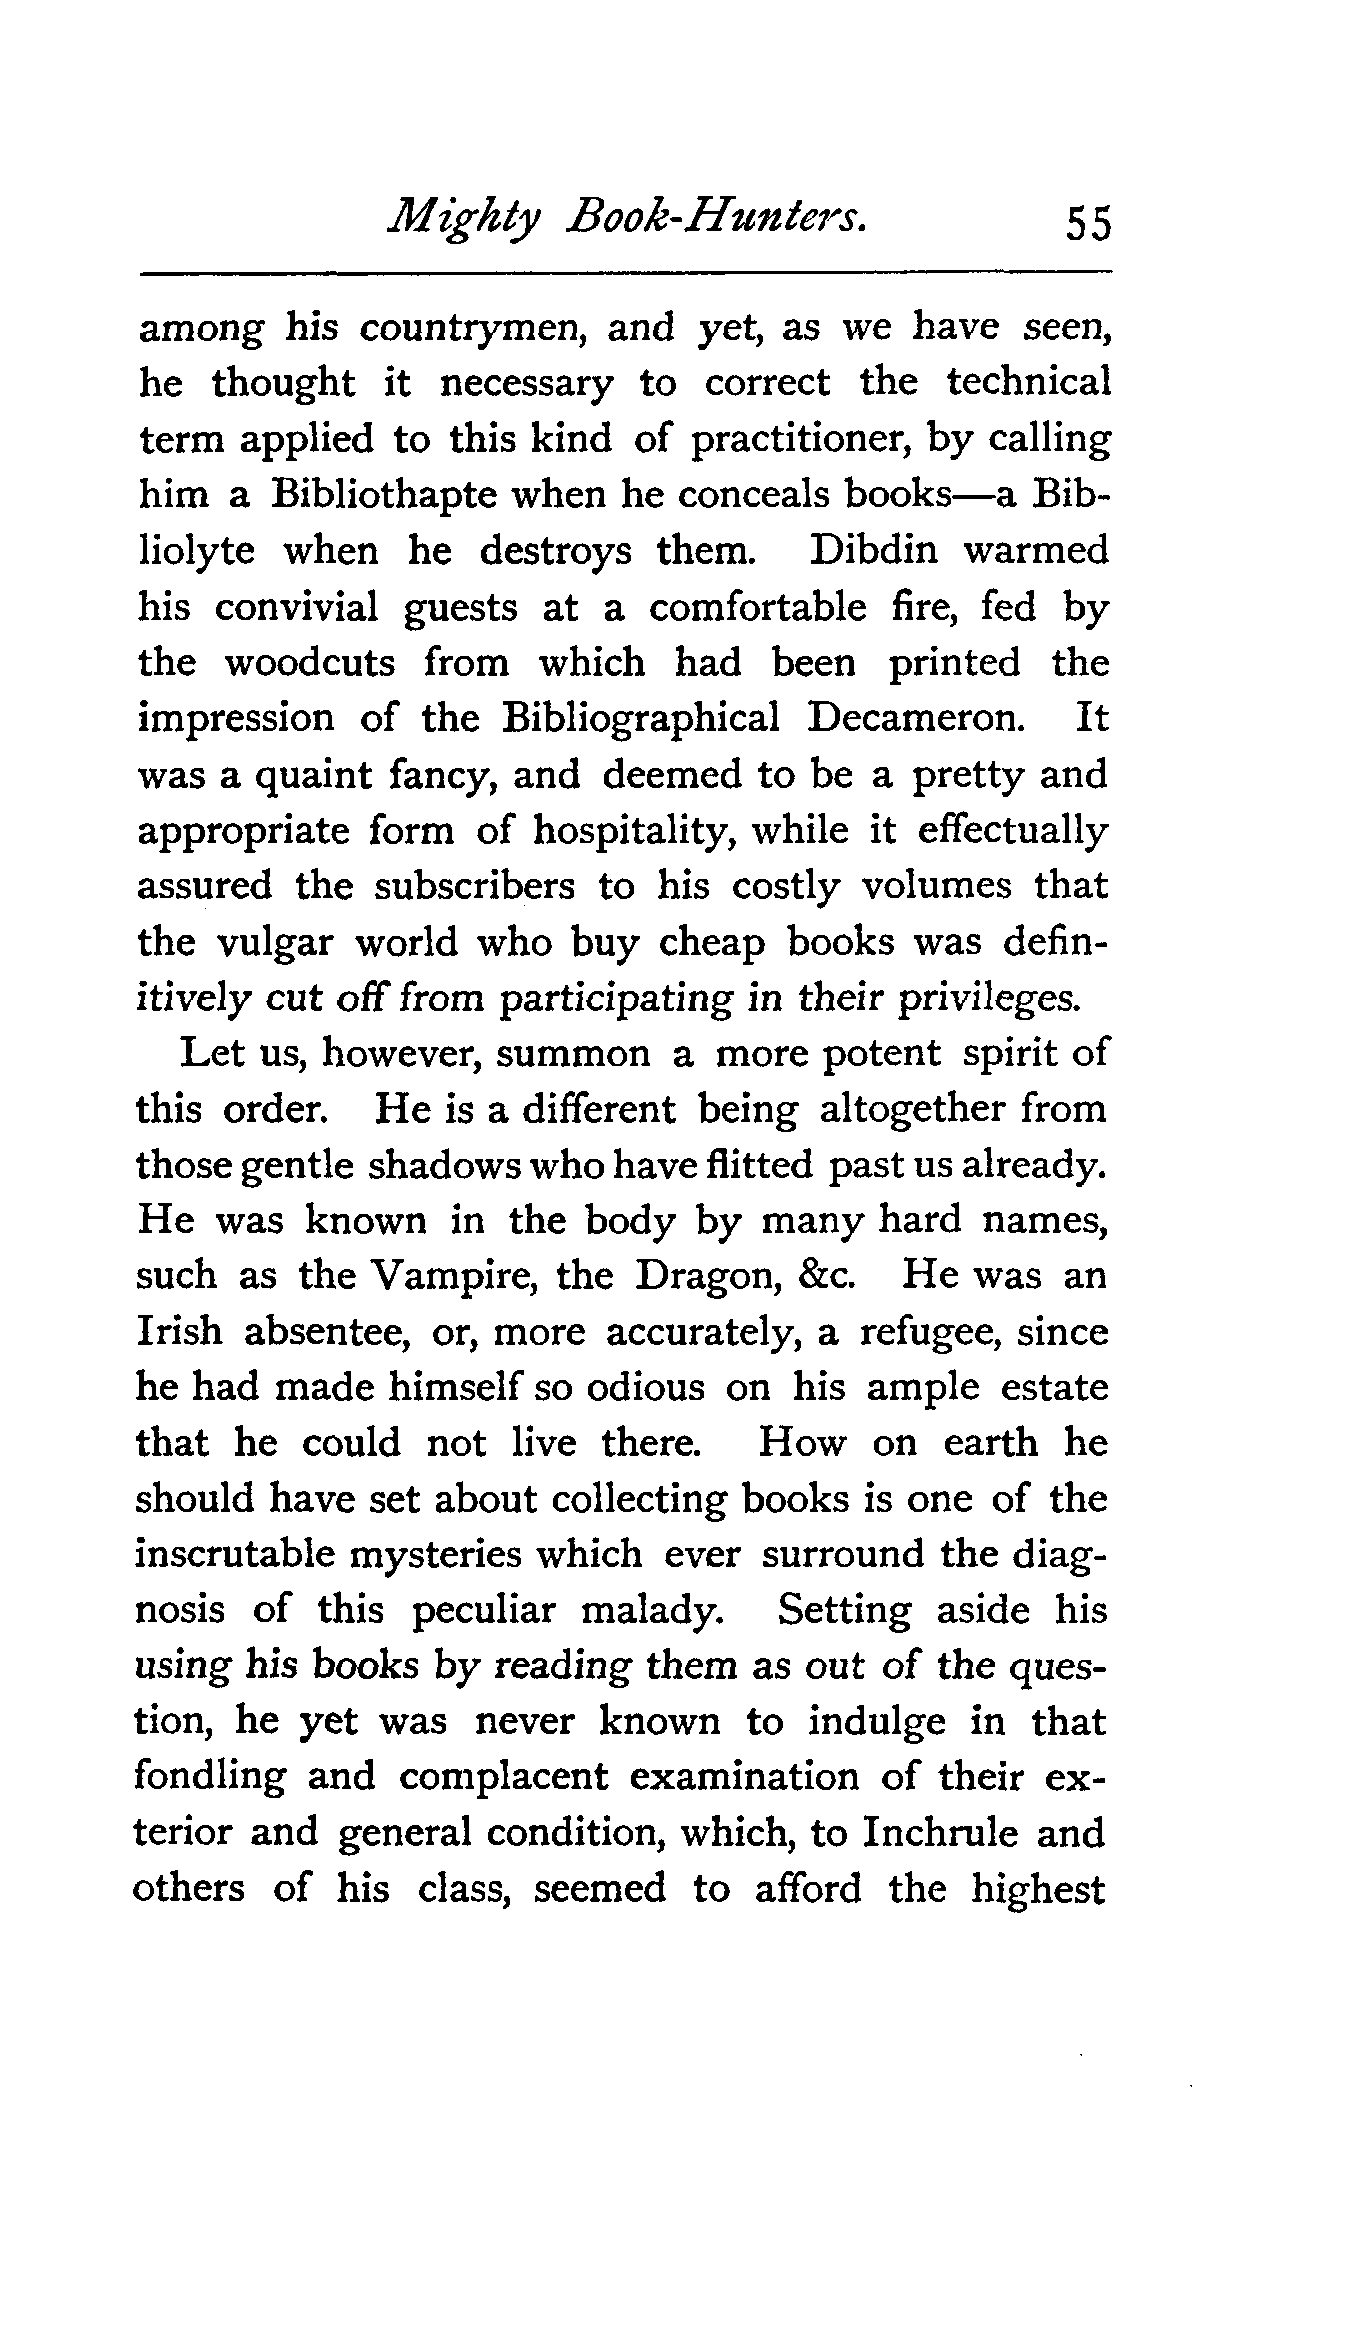 Mighty Book-Hunters. 55
among his countrymen, and yet, as we have seen,
he thought it necessary to correct the technical
term applied to this kind of practitioner, by calling
him a Bibliothapte when he conceals books—a Bib-
liolyte when he destroys them. Dibdin warmed
his convivial guests at a comfortable fire, fed by
the woodcuts from which had been printed the
impression of the Bibliographical Decameron. It
was a quaint fancy, and deemed to be a pretty and
appropriate form of hospitality, while it effectually
assured the subscribers to his costly volumes that
the vulgar world who buy cheap books was defin-
itively cut off from participating in their privileges.
Let us, however, summon a more potent spirit of
this order. He is a different being altogether from
those gentle shadows who have flitted past us already.
He was known in the body by many hard names,
such as the Vampire, the Dragon, &c. He was an
Irish absentee, or, more accurately, a refugee, since
he had made himself so odious on his ample estate
that he could not live there. How on earth he
should have set about collecting books is one of the
inscrutable mysteries which ever surround the diag-
nosis of this peculiar malady. Setting aside his
using his books by reading them as out of the ques-
tion, he yet was never known to indulge in that
fondling and complacent examination of their ex-
terior and general condition, which, to Inchrule and
others of his class, seemed to afford the highest